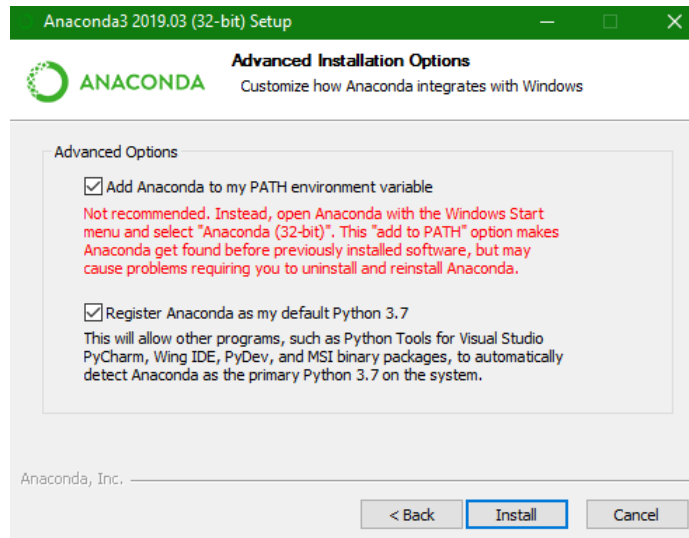 Anaconda3 2019.03 (32-bit) Setup
ANACONDA
Advanced Installation Options
Customize how Anaconda integrates with Windows
Advanced Options
Add Anaconda to my PATH environment variable
Not recommended. Instead, open Anaconda with the Windows Start
menu and select "Anaconda (32-bit)". This "add to PATH" option makes
Anaconda get found before previously installed software, but may
cause problems requiring you to uninstall and reinstall Anaconda.
Register Anaconda as my default Python 3.7
This will allow other programs, such as Python Tools for Visual Studio
PyCharm, Wing IDE, PyDev, and MSI binary packages, to automatically
detect Anaconda as the primary Python 3.7 on the system.
Anaconda, Inc.
< Back
Install
Cancel